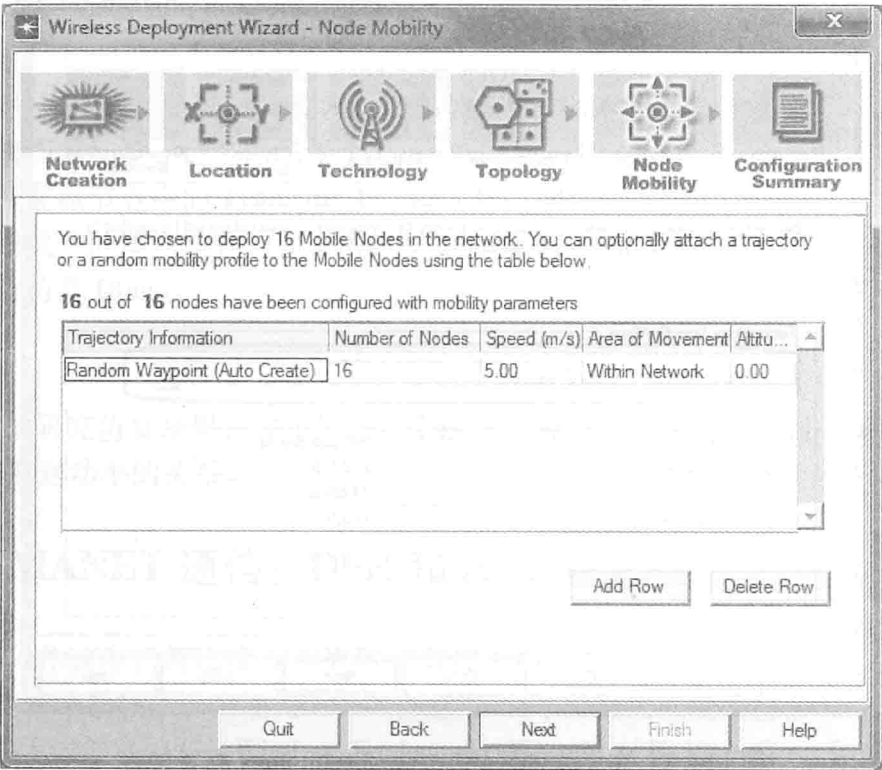 Wireless Deployment Wizard - Node Mobility
Network Creation
Location
Technology
Topology
Node Mobility
Configuration Summary
You have chosen to deploy 16 Mobile Nodes in the network. You can optionally attach a trajectory
or a random mobility profile to the Mobile Nodes using the table below.
16 out of 16 nodes have been configured with mobility parameters
Trajectory Information Number of Nodes Speed (m/s) Area of Movement Altitu...
Random Waypoint (Auto Create) 16 5.00 Within Network 0.00
Add Row Delete Row
Quit Back Next Finish Help